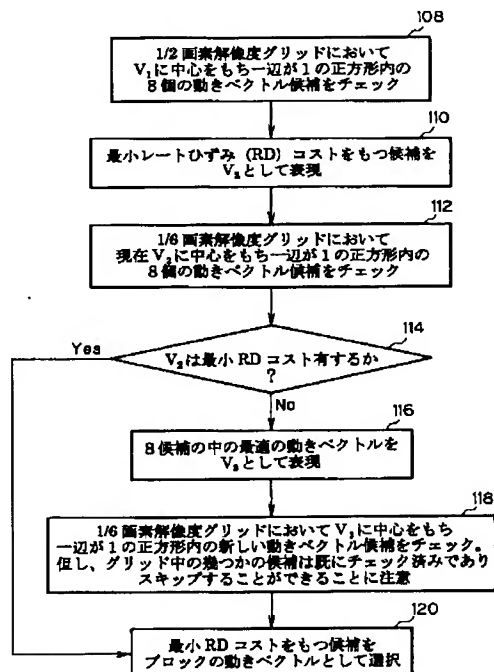 108
1/2 画素解像度グリッドにおいて
V₁に中心をもち一辺が1の正方形内の
8個の動きベクトル候補をチェック
110
最小レートひずみ（RD）コストをもつ候補を
V₂として表現
112
1/6 画素解像度グリッドにおいて
現在V₂に中心をもち一辺が1の正方形内の
8個の動きベクトル候補をチェック
114
Yes
V₂は最小RDコスト有するか
?
No
116
8候補の中の最適の動きベクトルを
V₃として表現
118
1/6 画素解像度グリッドにおいてV₃に中心をもち
一辺が1の正方形内の新しい動きベクトル候補をチェック。
但し、グリッド中の幾つかの候補は既にチェック済みであり
スキップすることができることに注意
120
最小RDコストをもつ候補を
ブロックの動きベクトルとして選択